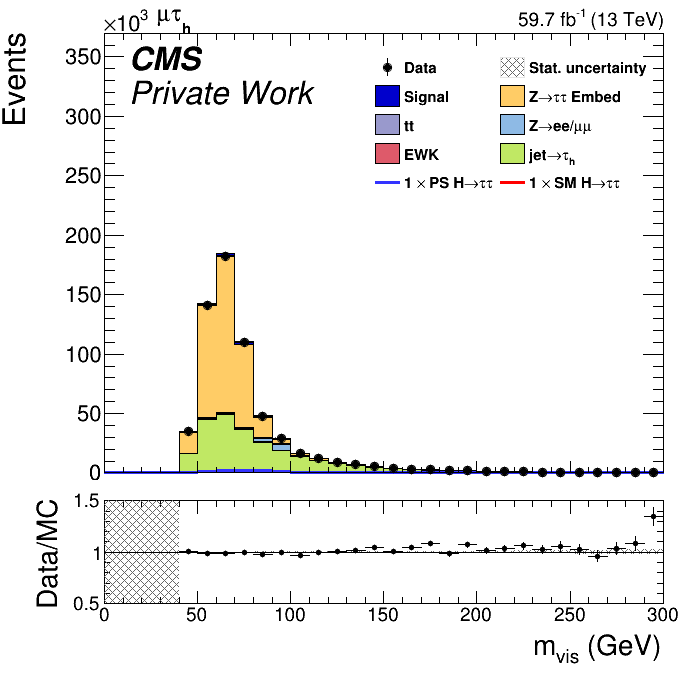 ×10³ μτh 59.7 fb⁻¹ (13 TeV)
CMS
Private Work
Data Stat. uncertainty
Signal Z→ττ Embed
tt Z→ee/μμ
EWK jet→τh
1 × PS H→ττ 1 × SM H→ττ
Events
350
300
250
200
150
100
50
0
Data/MC
1.5
1
0.5
0 50 100 150 200 250 300
mvis (GeV)